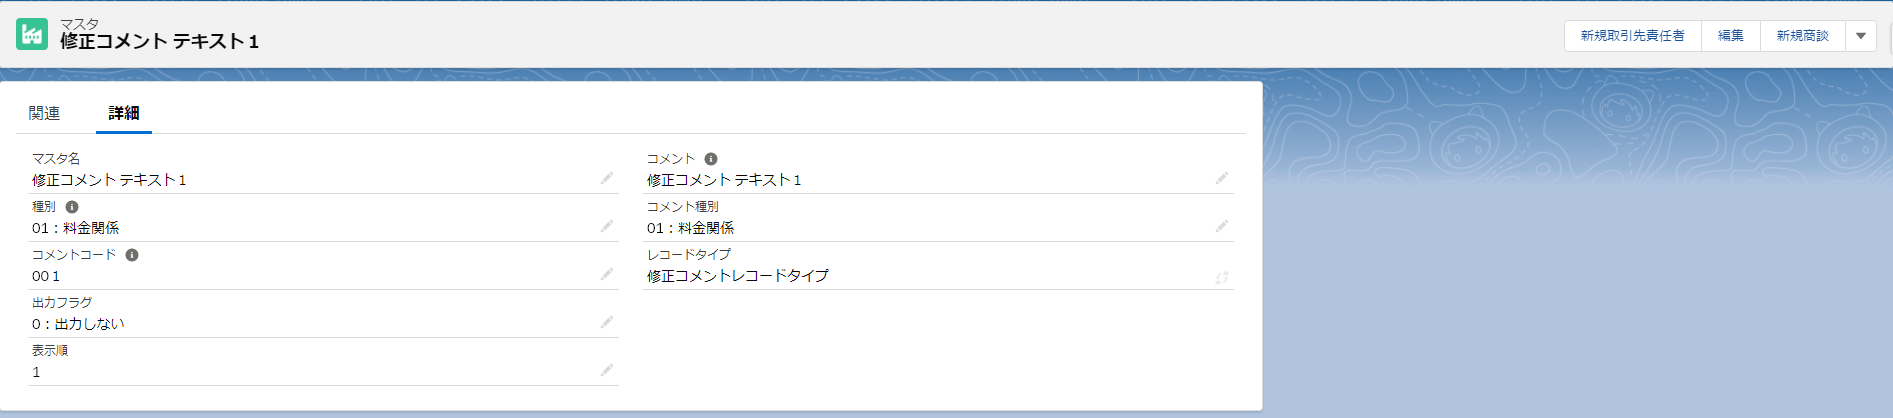 マスタ
修正コメント テキスト１
新規取引先責任者
編集
新規商談
関連
詳細
マスタ名
修正コメント テキスト１
種別
01：料金関係
コメントコード
001
出力フラグ
0：出力しない
表示順
1
コメント
修正コメント テキスト１
コメント種別
01：料金関係
レコードタイプ
修正コメントレコードタイプ